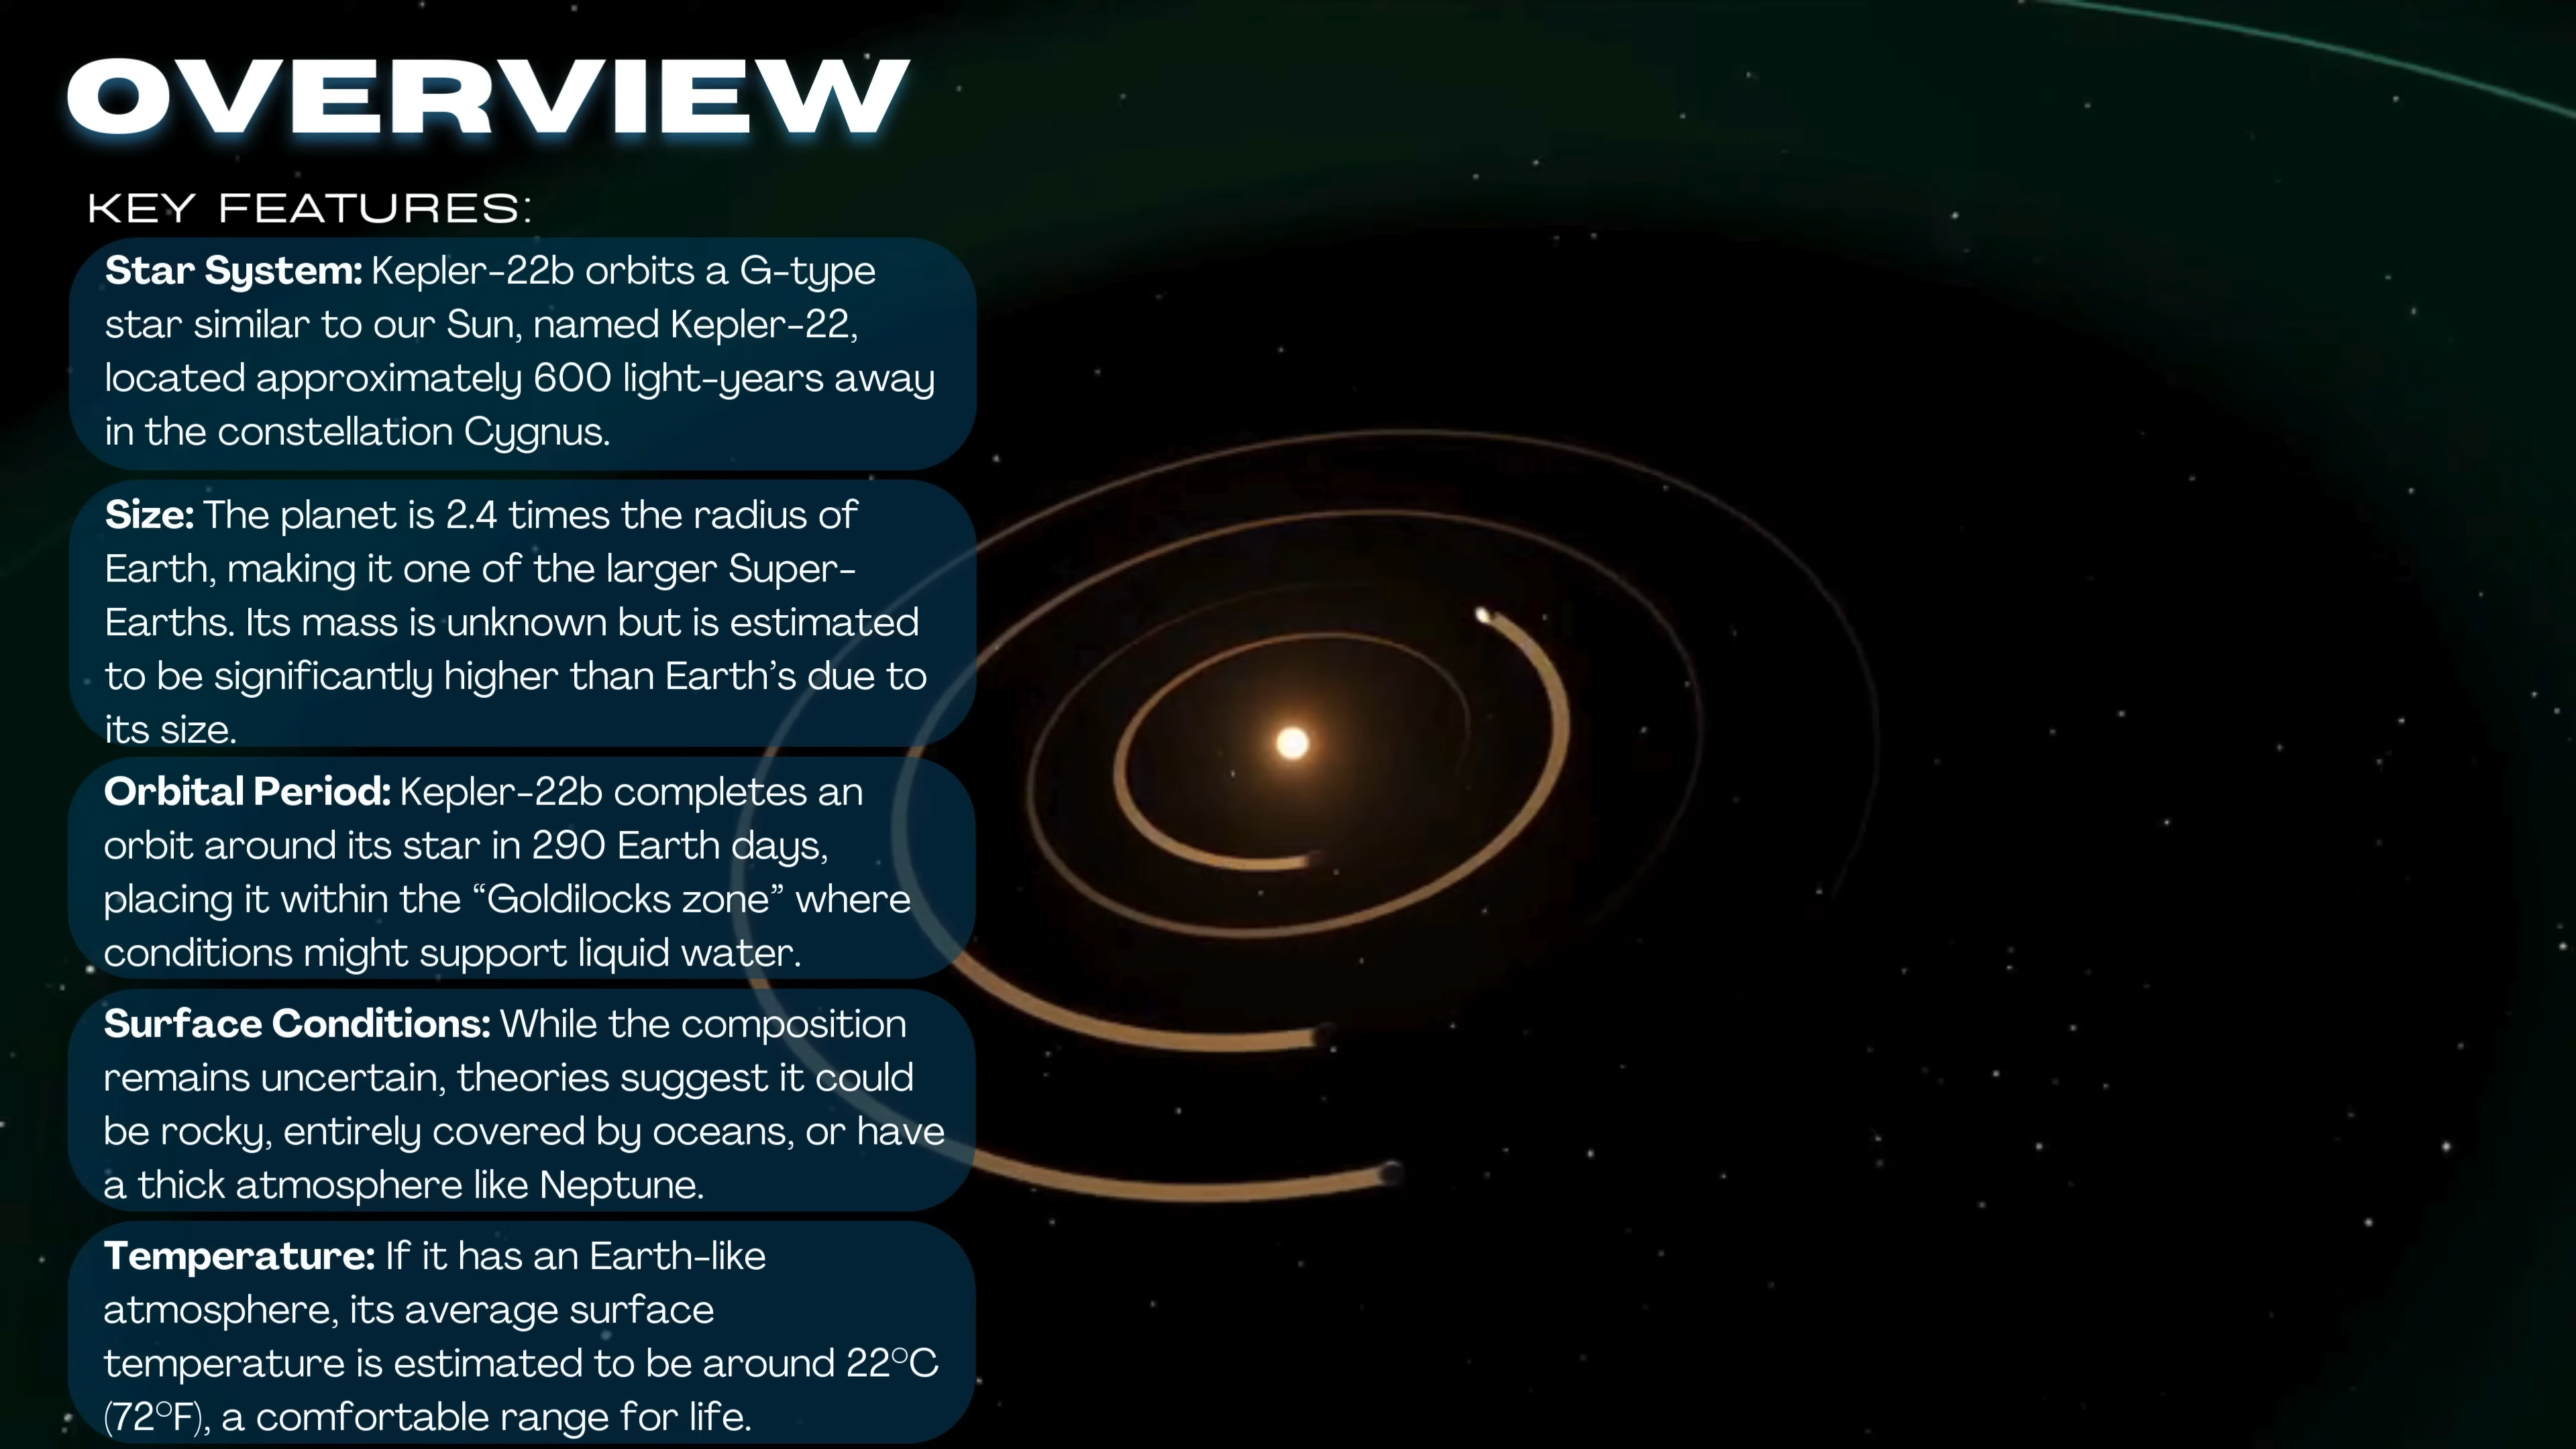 OVERVIEW
KEY FEATURES:
Star System: Kepler-22b orbits a G-type
star similar to our Sun, named Kepler-22,
located approximately 600 light-years away
in the constellation Cygnus.
Size: The planet is 2.4 times the radius of
Earth, making it one of the larger Super-
Earths. Its mass is unknown but is estimated
to be significantly higher than Earth’s due to
its size.
Orbital Period: Kepler-22b completes an
orbit around its star in 290 Earth days,
placing it within the “Goldilocks zone” where
conditions might support liquid water.
Surface Conditions: While the composition
remains uncertain, theories suggest it could
be rocky, entirely covered by oceans, or have
a thick atmosphere like Neptune.
Temperature: If it has an Earth-like
atmosphere, its average surface
temperature is estimated to be around 22°C
(72°F), a comfortable range for life.